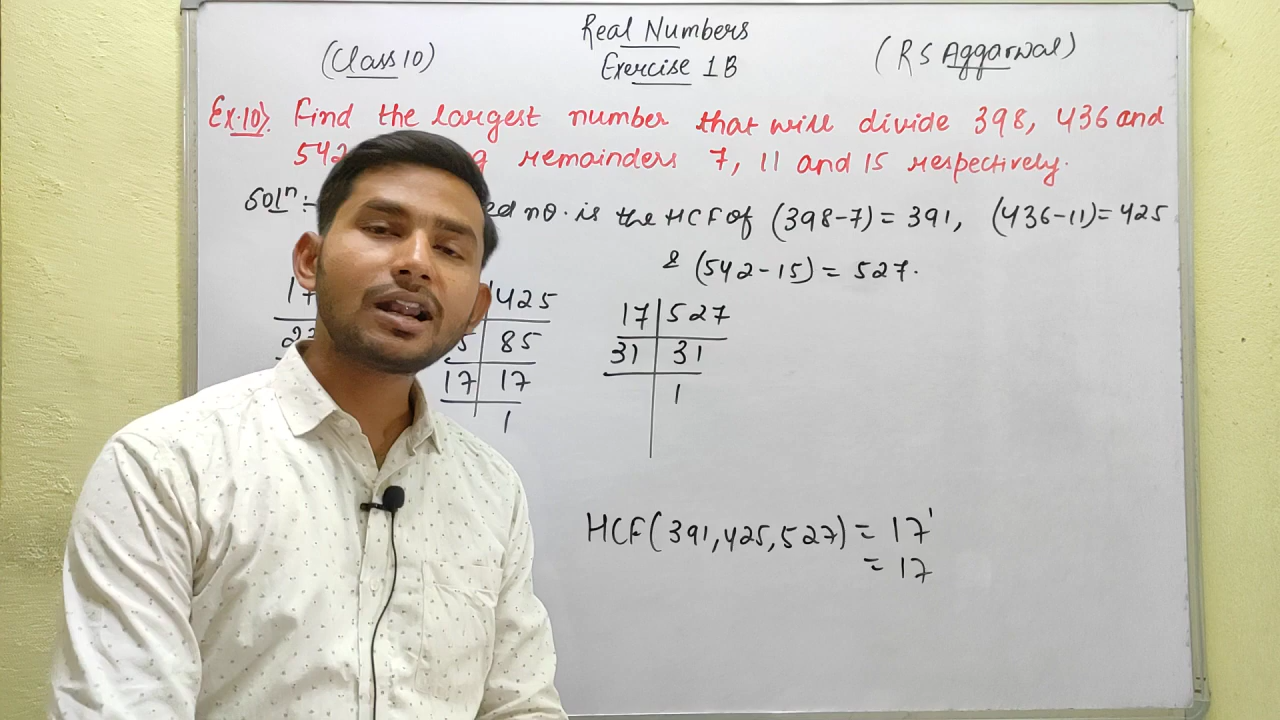 Real Numbers
(Class 10)
Exercise 1B
(RS Aggarwal)
Ex.10). Find the largest number that will divide 398, 436 and
542 remainders 7, 11 and 15 respectively.
Solⁿ:- no. is the HCF of (398-7) = 391, (436-11) = 425
& (542-15) = 527.
17 | 425 17 | 527
5 | 85 31 | 31
17 | 17 1
1
HCF(391,425,527) = 17¹
= 17